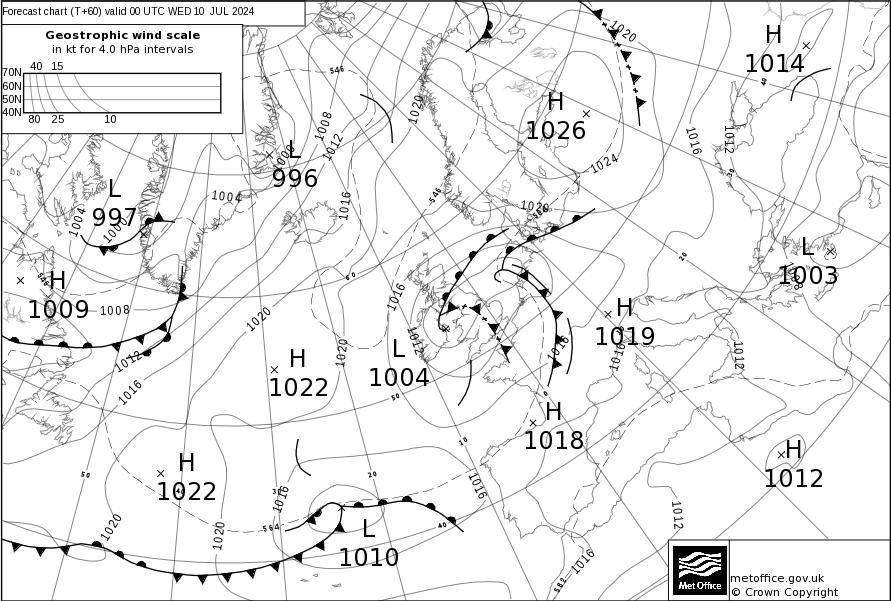 Forecast chart (T+60) valid 00 UTC WED 10 JUL 2024
Geostrophic wind scale
in kt for 4.0 hPa intervals
40 15
70N
60N
50N
40N
80 25 10
H
1014
1020
546
1020
H
1026
1008
1012
1016
1012
40
L
996
1000
1024
L
997
1004
1004
1000
1016
546
1020
30
20
L
1003
1008
H
1009
60
1016
1008
1020
H
1019
1012
1012
1020
L
1004
1016
1016
1012
H
1022
1016
50
0
H
1018
10
H
1012
H
1022
50
40
30
20
1016
1016
1012
1020
1020
564
40
L
1010
1016
582
Met Office
metoffice.gov.uk
© Crown Copyright